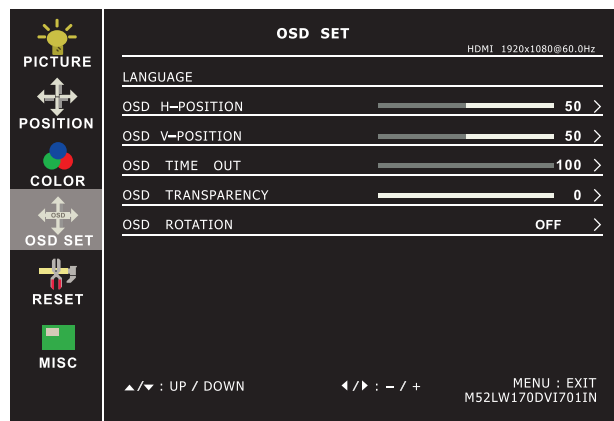 OSD SET
HDMI 1920x1080@60.0Hz
PICTURE
POSITION
COLOR
OSD
OSD SET
RESET
MISC
LANGUAGE
OSD H-POSITION 50 >
OSD V-POSITION 50 >
OSD TIME OUT 100 >
OSD TRANSPARENCY 0 >
OSD ROTATION OFF >
▲/▼ : UP / DOWN ◀/▶ : - / + MENU : EXIT
M52LW170DVI701IN